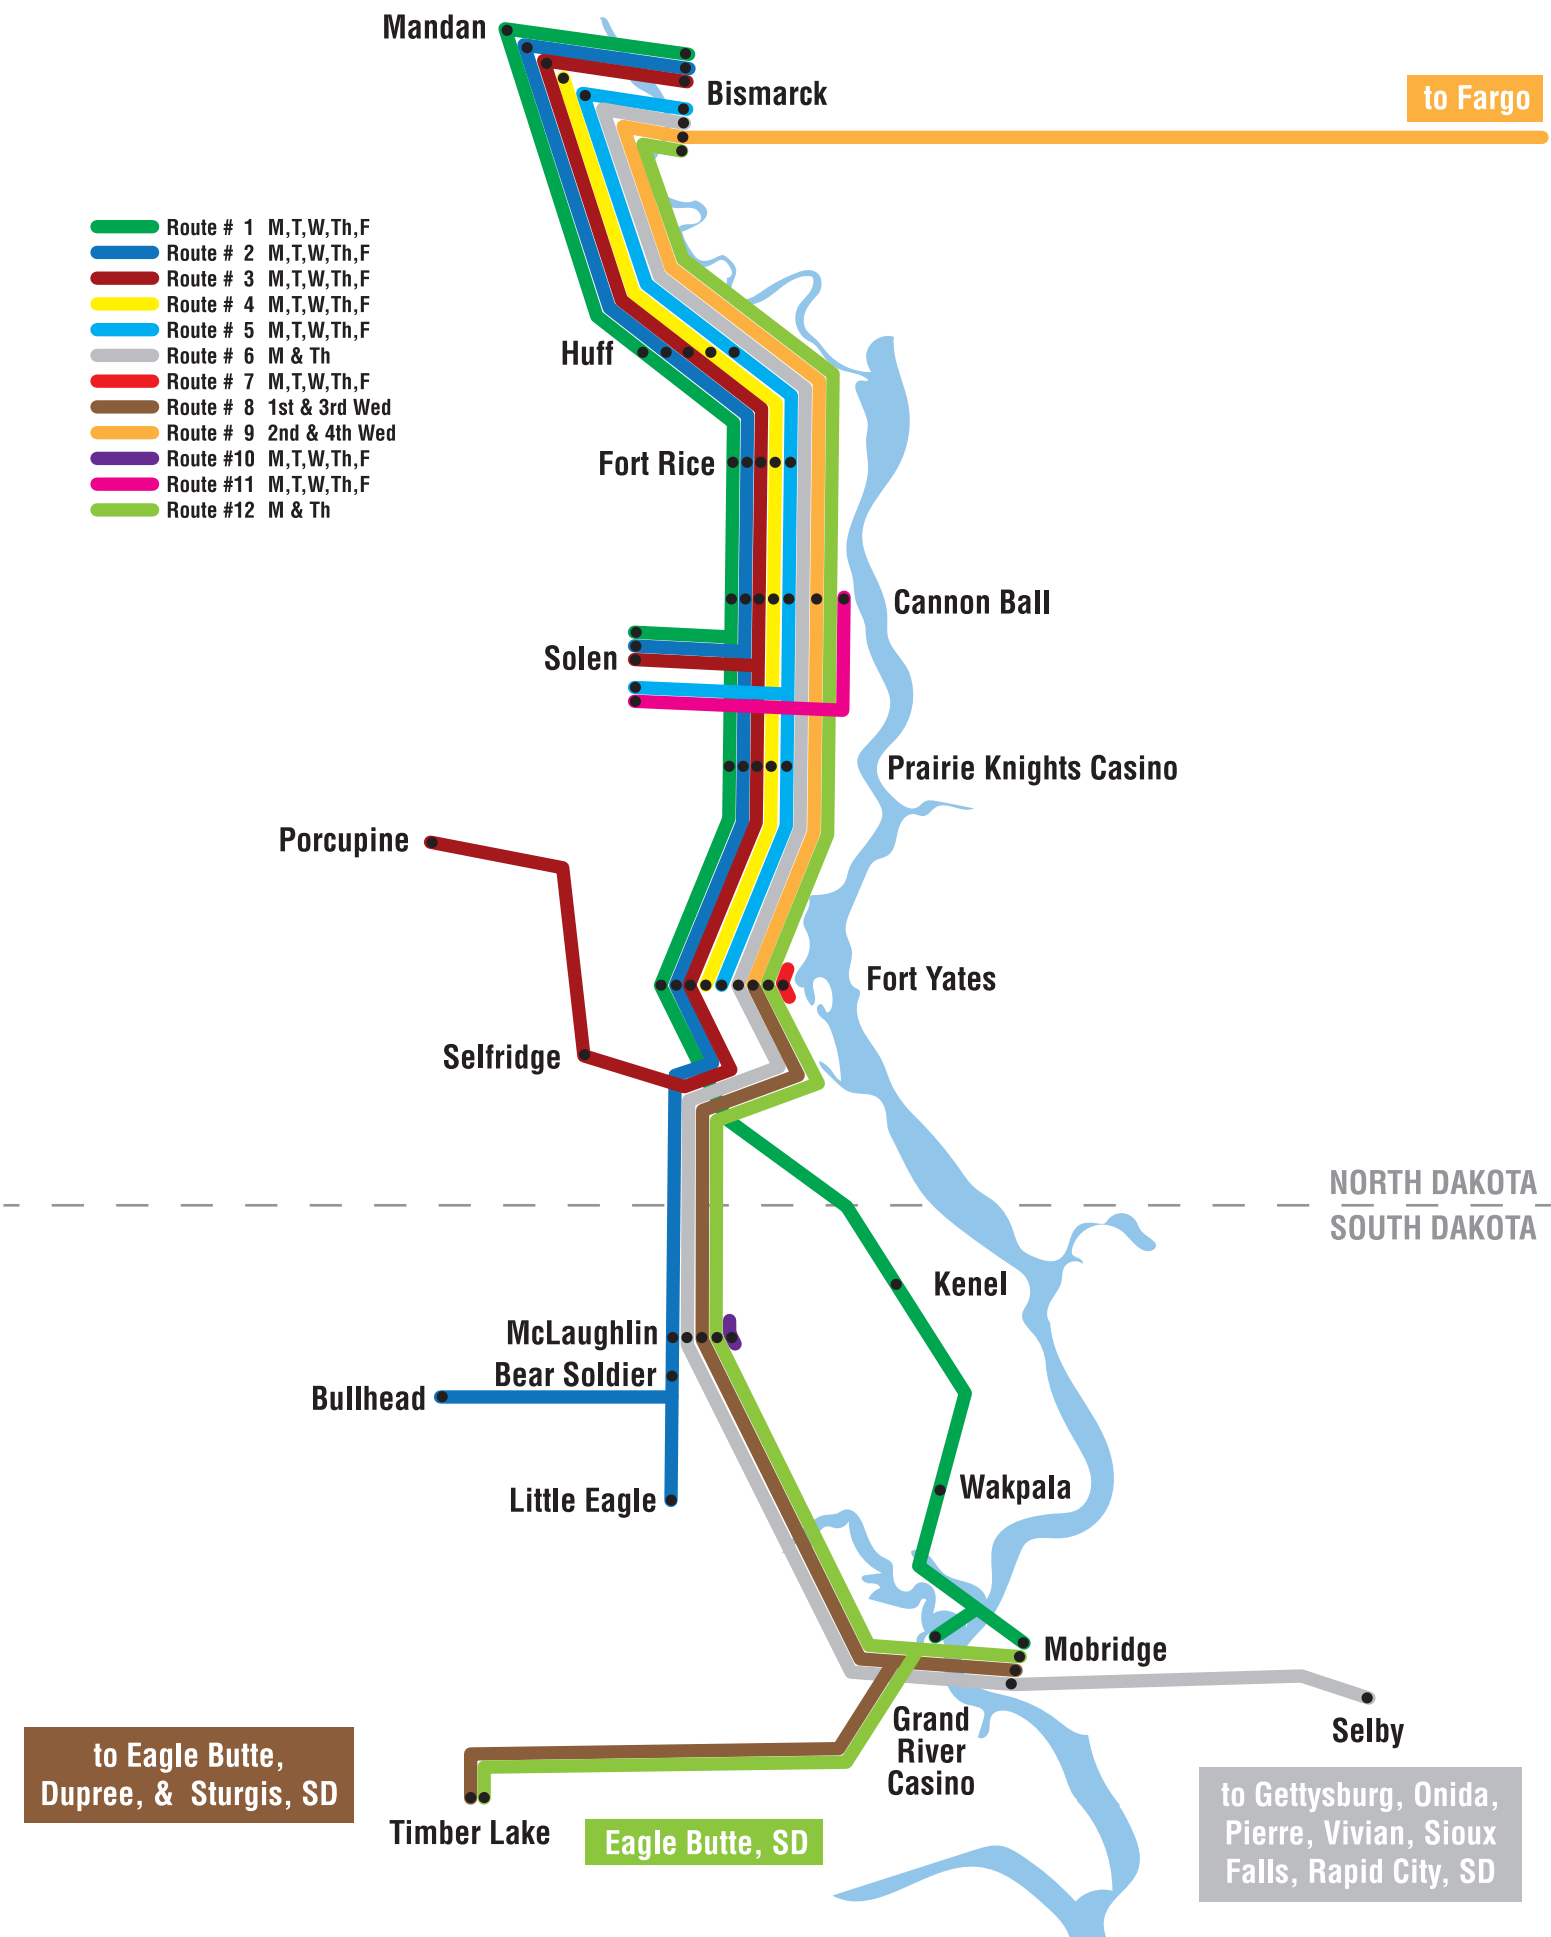 Mandan
Bismarck
to Fargo
Route # 1 M,T,W,Th,F
Route # 2 M,T,W,Th,F
Route # 3 M,T,W,Th,F
Route # 4 M,T,W,Th,F
Route # 5 M,T,W,Th,F
Route # 6 M & Th
Route # 7 M,T,W,Th,F
Route # 8 1st & 3rd Wed
Route # 9 2nd & 4th Wed
Route #10 M,T,W,Th,F
Route #11 M,T,W,Th,F
Route #12 M & Th
Huff
Fort Rice
Cannon Ball
Solen
Prairie Knights Casino
Porcupine
Fort Yates
Selfridge
NORTH DAKOTA
SOUTH DAKOTA
Kenel
McLaughlin
Bear Soldier
Bullhead
Wakpala
Little Eagle
Mobridge
Grand
River
Casino
Selby
to Eagle Butte,
Dupree, & Sturgis, SD
Timber Lake
Eagle Butte, SD
to Gettysburg, Onida,
Pierre, Vivian, Sioux
Falls, Rapid City, SD